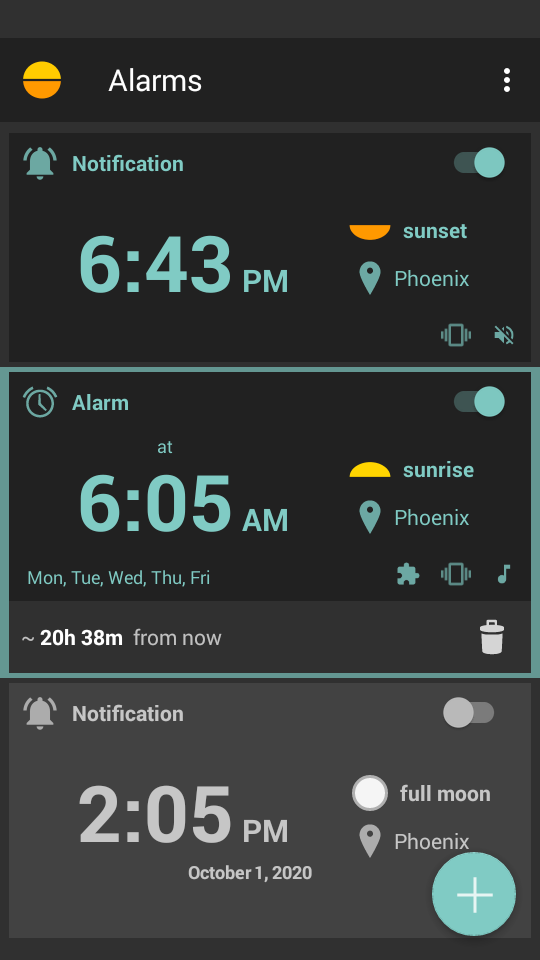 Alarms
Notification
6:43 PM
sunset
Phoenix
Alarm
at
6:05 AM
sunrise
Phoenix
Mon, Tue, Wed, Thu, Fri
~ 20h 38m from now
Notification
2:05 PM
full moon
Phoenix
October 1, 2020